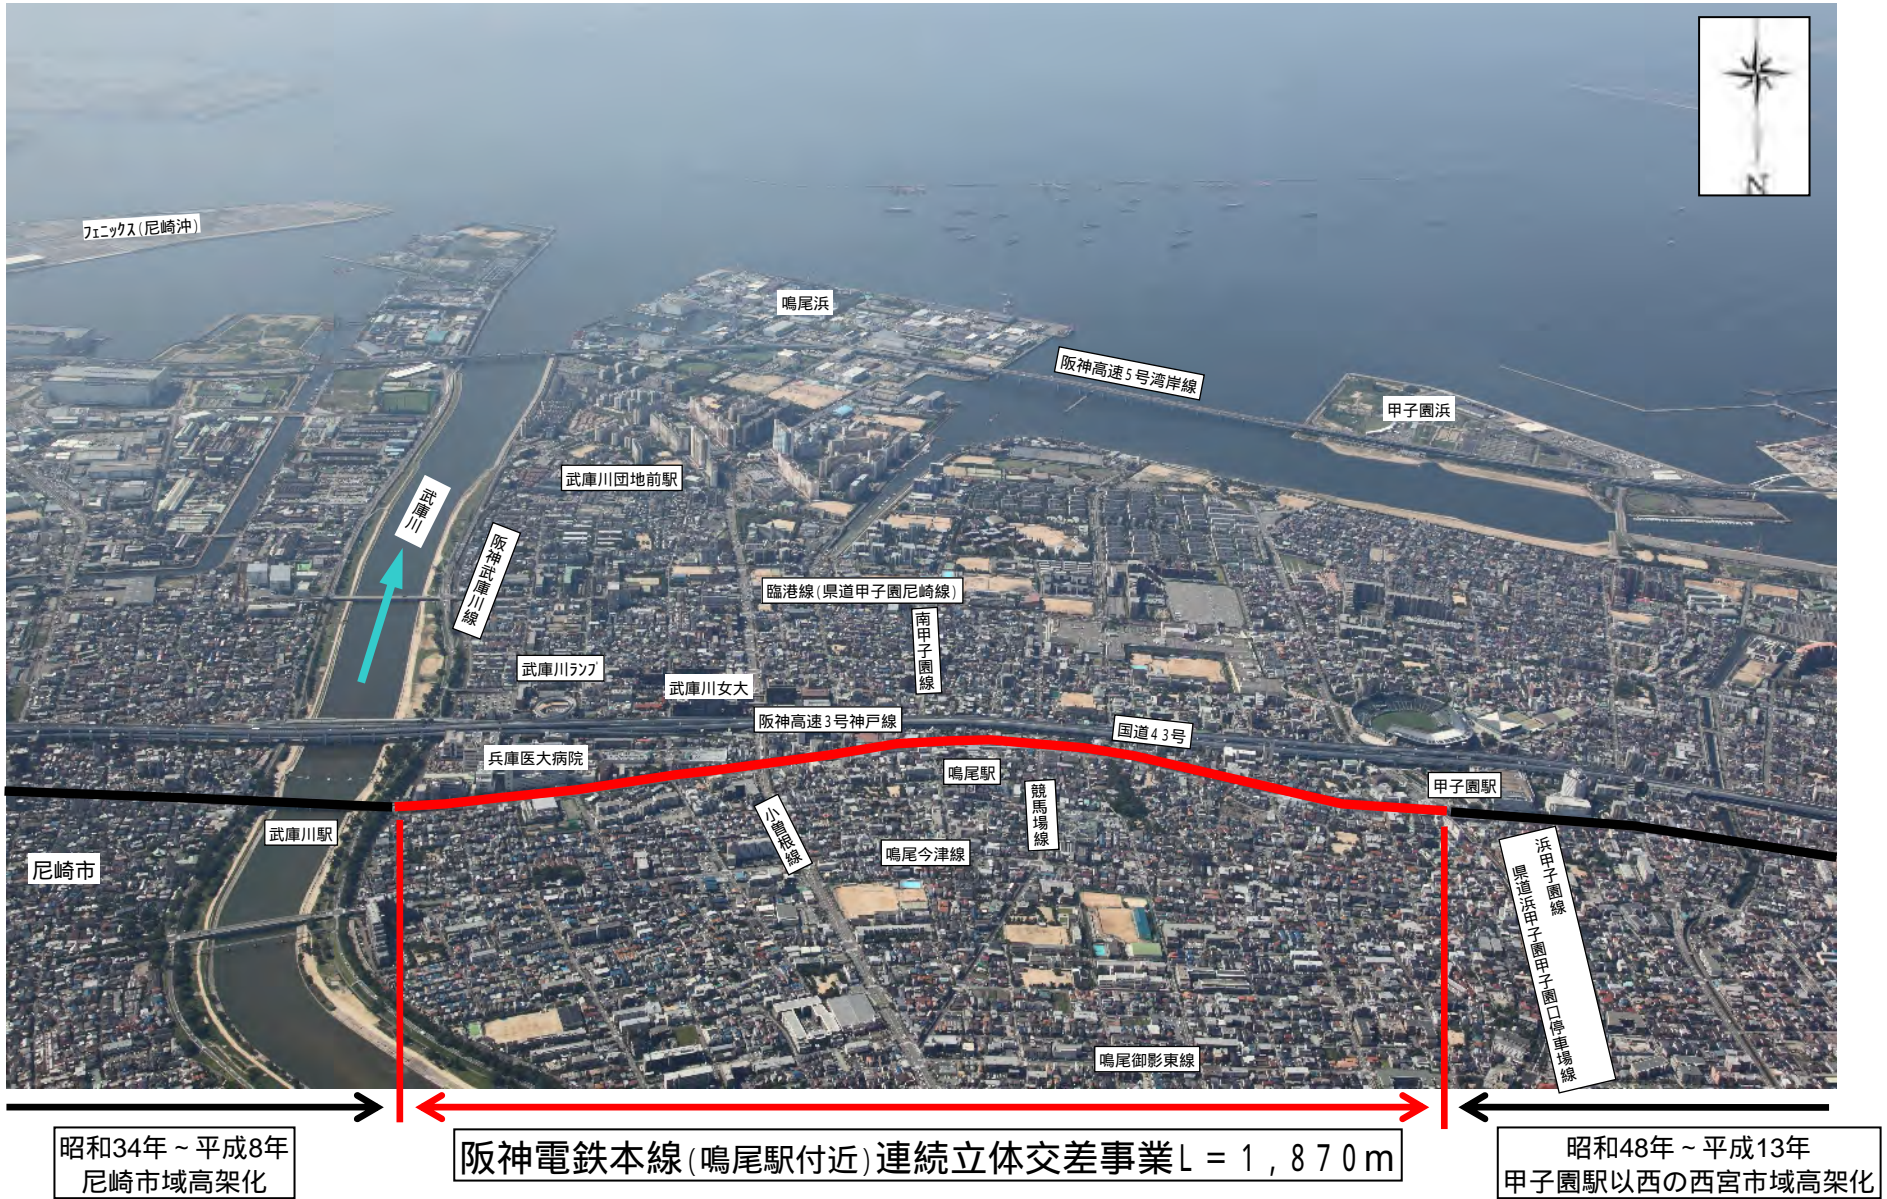 N
フェニックス(尼崎沖)
鳴尾浜
阪神高速5号湾岸線
甲子園浜
武庫川団地前駅
武庫川
阪神武庫川線
臨港線(県道甲子園尼崎線)
南甲子園線
武庫川ランプ
武庫川女大
阪神高速3号神戸線
国道43号
兵庫医大病院
鳴尾駅
甲子園駅
競馬場線
小曽根線
武庫川駅
鳴尾今津線
尼崎市
浜甲子園線
県道浜甲子園甲子園口停車場線
鳴尾御影東線
昭和34年~平成8年
尼崎市域高架化
阪神電鉄本線(鳴尾駅付近)連続立体交差事業L=1,870m
昭和48年~平成13年
甲子園駅以西の西宮市域高架化